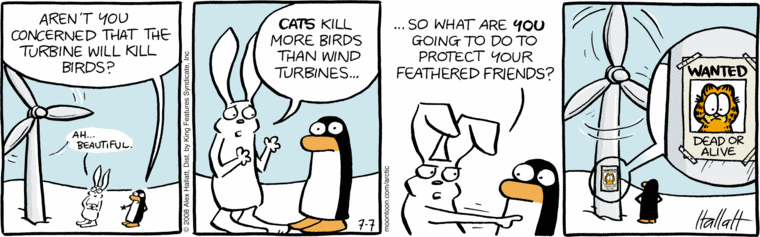 AREN'T YOU
CONCERNED THAT THE
TURBINE WILL KILL
BIRDS?
AH...
BEAUTIFUL.
© 2008 Alex Hallatt, Dist. by King Features Syndicate, Inc
CATS KILL
MORE BIRDS
THAN WIND
TURBINES...
7-7
...SO WHAT ARE YOU
GOING TO DO TO
PROTECT YOUR
FEATHERED FRIENDS?
moontoon.com/arctic
WANTED
DEAD OR
ALIVE
Hallatt